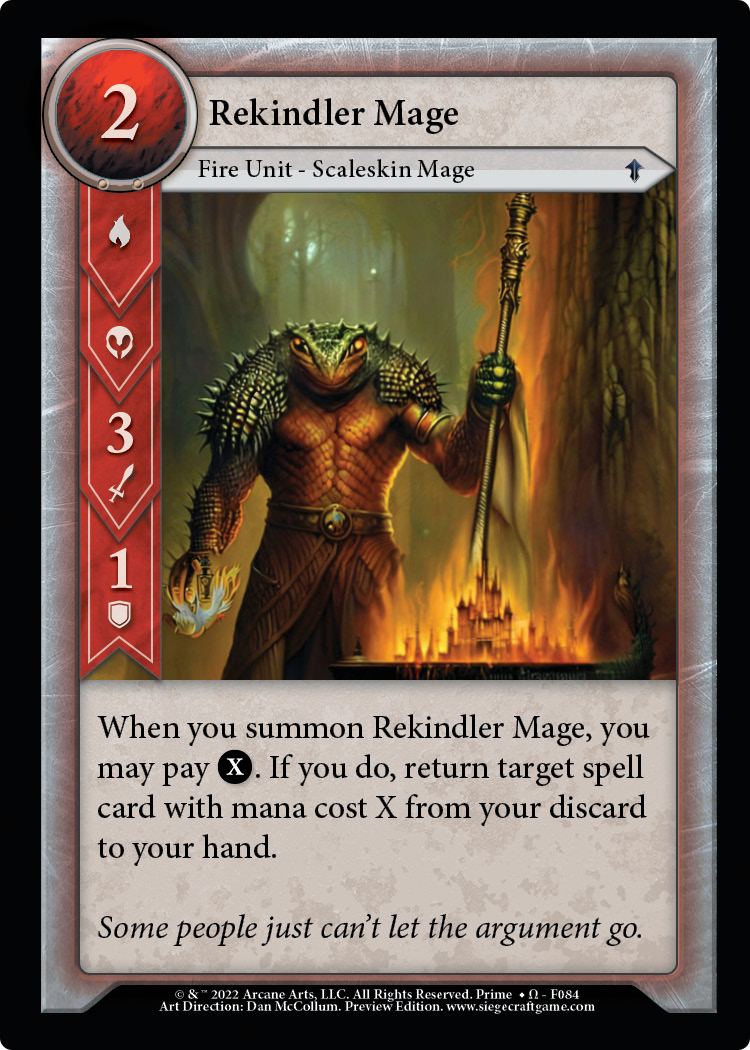 2
Rekindler Mage
Fire Unit - Scaleskin Mage
3
1
When you summon Rekindler Mage, you
may pay X. If you do, return target spell
card with mana cost X from your discard
to your hand.
Some people just can't let the argument go.
© & ™ 2022 Arcane Arts, LLC. All Rights Reserved. Prime ⬥ Ω - F084
Art Direction: Dan McCollum. Preview Edition. www.siegecraftgame.com